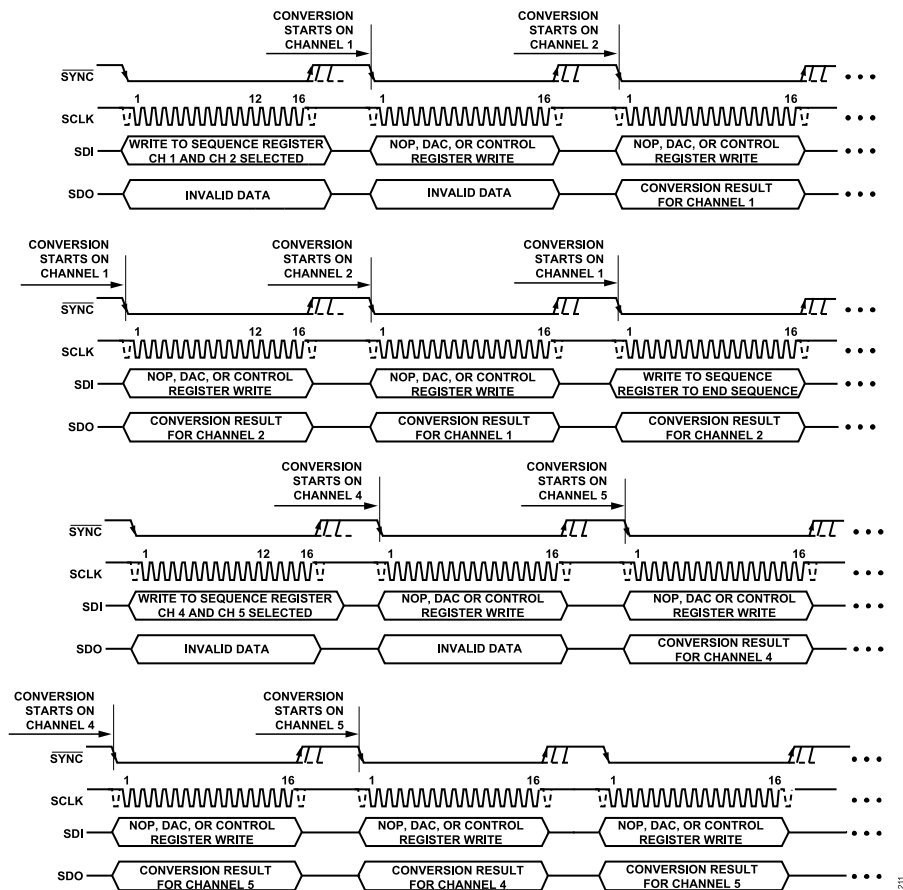 CONVERSION
STARTS ON
CHANNEL 1
CONVERSION
STARTS ON
CHANNEL 2
SYNC
1 12 16 1 16 1 16
SCLK
SDI
WRITE TO SEQUENCE REGISTER
CH 1 AND CH 2 SELECTED
NOP, DAC, OR CONTROL
REGISTER WRITE
NOP, DAC, OR CONTROL
REGISTER WRITE
SDO
INVALID DATA
INVALID DATA
CONVERSION RESULT
FOR CHANNEL 1
CONVERSION
STARTS ON
CHANNEL 1
CONVERSION
STARTS ON
CHANNEL 2
CONVERSION
STARTS ON
CHANNEL 1
SYNC
1 12 16 1 16 1 16
SCLK
SDI
NOP, DAC, OR CONTROL
REGISTER WRITE
NOP, DAC, OR CONTROL
REGISTER WRITE
WRITE TO SEQUENCE
REGISTER TO END SEQUENCE
SDO
CONVERSION RESULT
FOR CHANNEL 2
CONVERSION RESULT
FOR CHANNEL 1
CONVERSION RESULT
FOR CHANNEL 2
CONVERSION
STARTS ON
CHANNEL 4
CONVERSION
STARTS ON
CHANNEL 5
SYNC
1 12 16 1 16 1 16
SCLK
SDI
WRITE TO SEQUENCE REGISTER
CH 4 AND CH 5 SELECTED
NOP, DAC OR CONTROL
REGISTER WRITE
NOP, DAC OR CONTROL
REGISTER WRITE
SDO
INVALID DATA
INVALID DATA
CONVERSION RESULT
FOR CHANNEL 4
CONVERSION
STARTS ON
CHANNEL 4
CONVERSION
STARTS ON
CHANNEL 5
SYNC
1 16 1 16 1 16
SCLK
SDI
NOP, DAC, OR CONTROL
REGISTER WRITE
NOP, DAC, OR CONTROL
REGISTER WRITE
NOP, DAC, OR CONTROL
REGISTER WRITE
SDO
CONVERSION RESULT
FOR CHANNEL 5
CONVERSION RESULT
FOR CHANNEL 4
CONVERSION RESULT
FOR CHANNEL 5
211